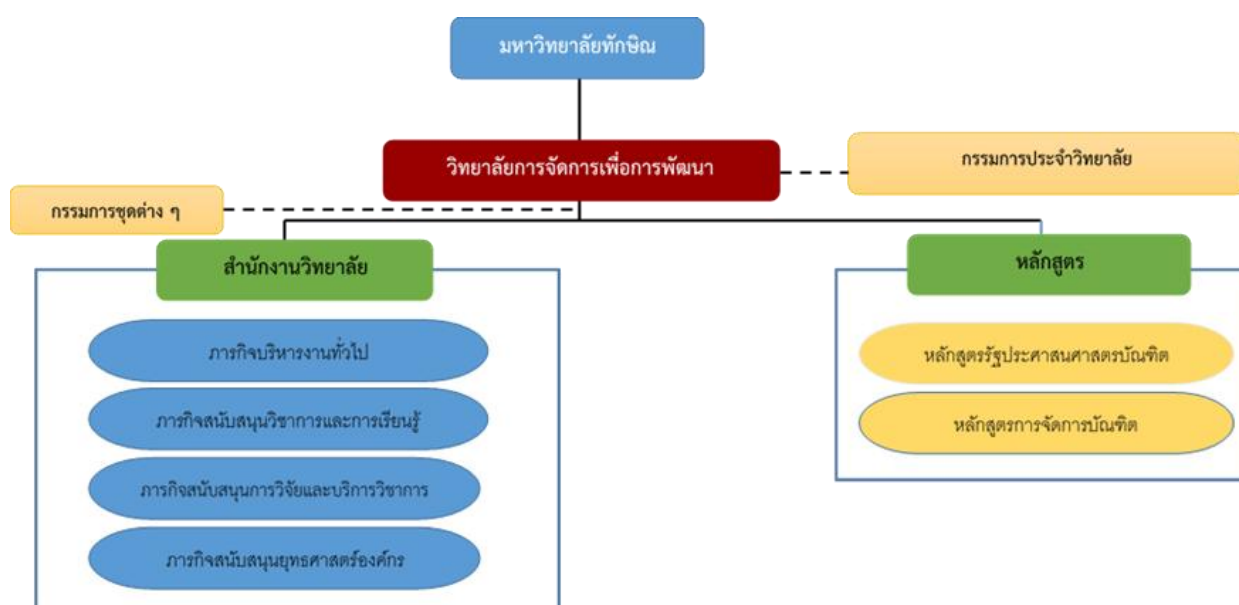 มหาวิทยาลัยทักษิณ
วิทยาลัยการจัดการเพื่อการพัฒนา
กรรมการประจำวิทยาลัย
กรรมการชุดต่าง ๆ
สำนักงานวิทยาลัย
ภารกิจบริหารงานทั่วไป
ภารกิจสนับสนุนวิชาการและการเรียนรู้
ภารกิจสนับสนุนการวิจัยและบริการวิชาการ
ภารกิจสนับสนุนยุทธศาสตร์องค์กร
หลักสูตร
หลักสูตรรัฐประศาสนศาสตรบัณฑิต
หลักสูตรการจัดการบัณฑิต